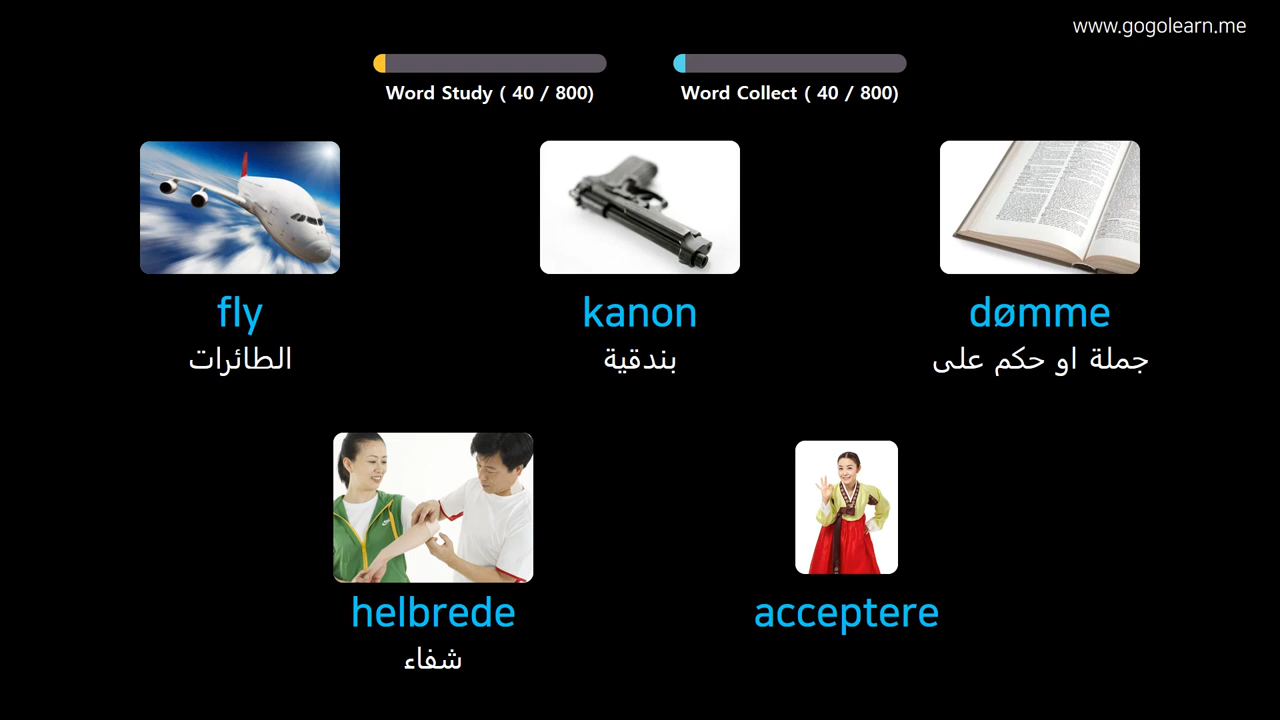 www.gogolearn.me
Word Study ( 40 / 800)
Word Collect ( 40 / 800)
fly
الطائرات
kanon
بندقية
dømme
جملة او حكم على
helbrede
شفاء
acceptere